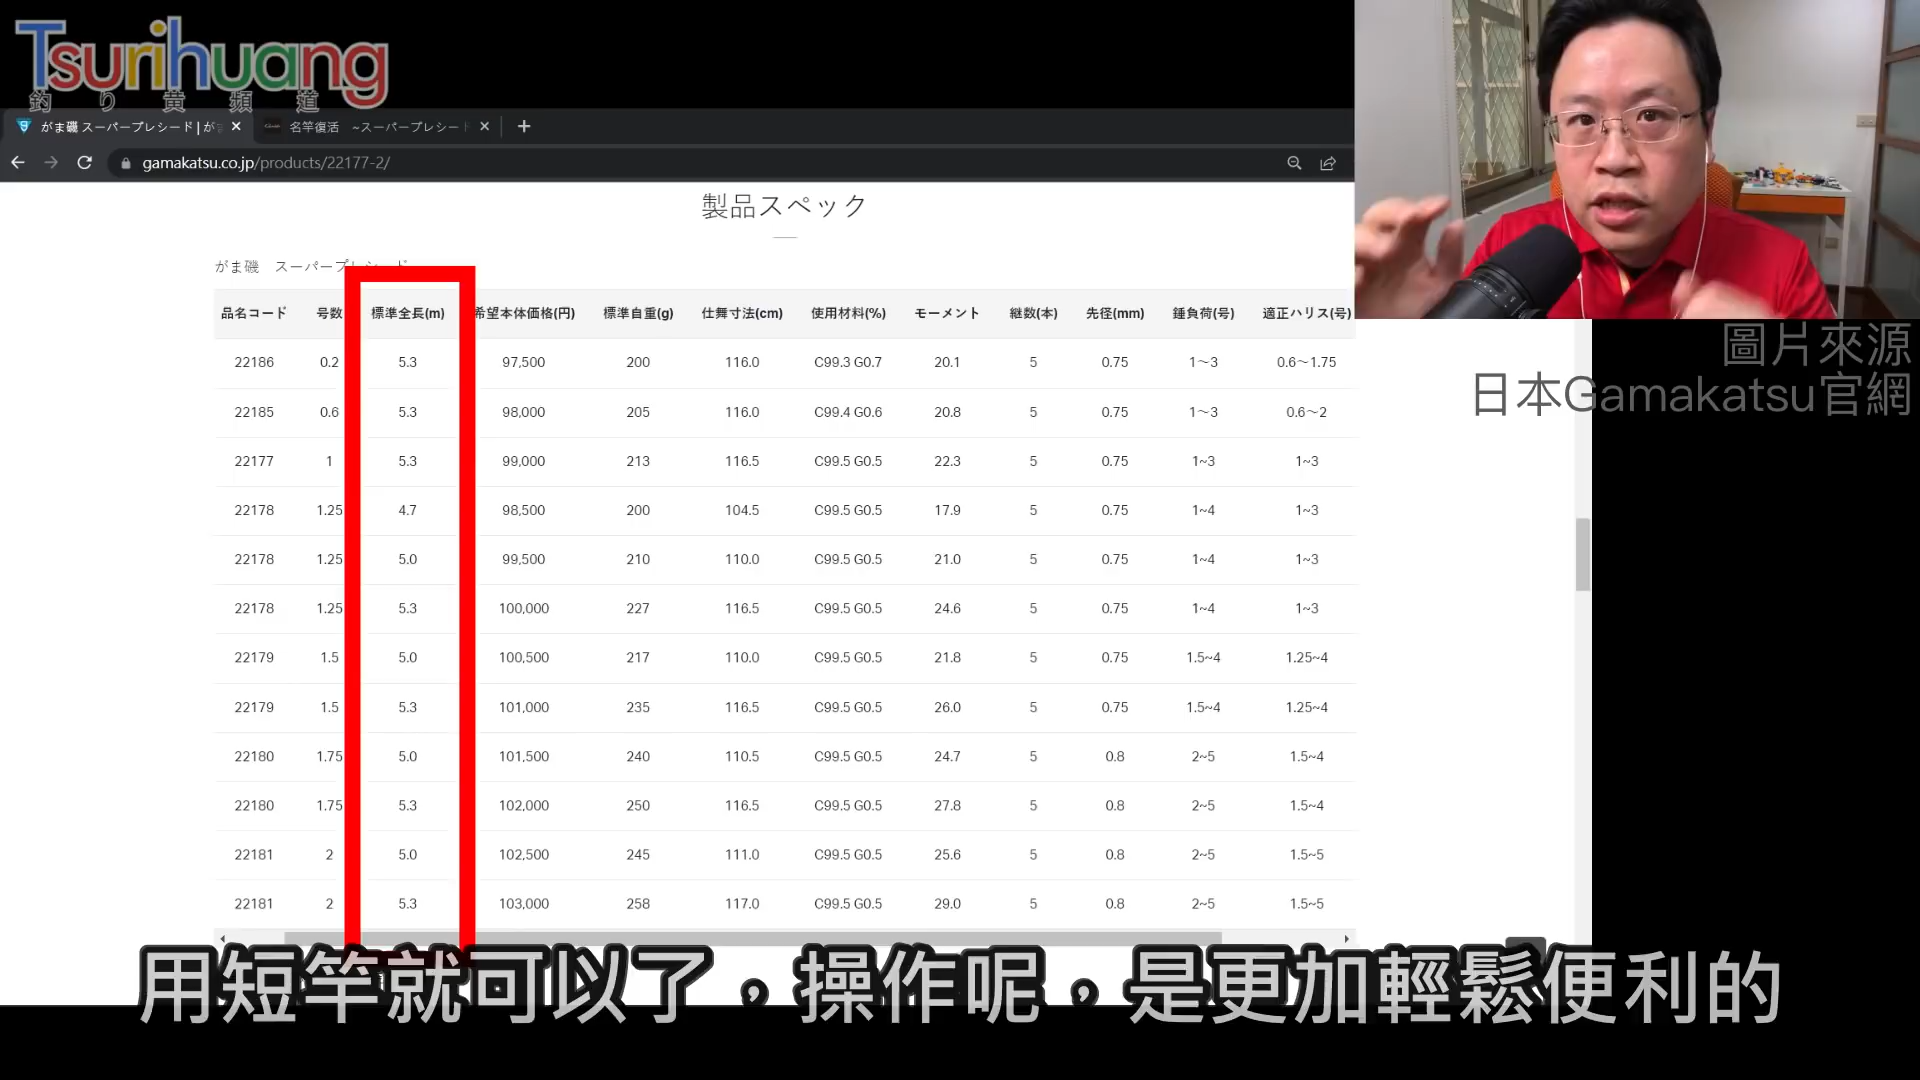 Tsurihuang
釣り黄頻道
がま磯 スーパープレシード | がま
名竿復活 ~スーパープレシード
gamakatsu.co.jp/products/22177-2/
製品スペック
がま磯 スーパープレシード
品名コード 号数 標準全長(m) 希望本体価格(円) 標準自重(g) 仕舞寸法(cm) 使用材料(%) モーメント 継数(本) 先径(mm) 錘負荷(号) 適正ハリス(号)
22186 0.2 5.3 97,500 200 116.0 C99.3 G0.7 20.1 5 0.75 1〜3 0.6〜1.75
22185 0.6 5.3 98,000 205 116.0 C99.4 G0.6 20.8 5 0.75 1〜3 0.6〜2
22177 1 5.3 99,000 213 116.5 C99.5 G0.5 22.3 5 0.75 1~3 1~3
22178 1.25 4.7 98,500 200 104.5 C99.5 G0.5 17.9 5 0.75 1~4 1~3
22178 1.25 5.0 99,500 210 110.0 C99.5 G0.5 21.0 5 0.75 1~4 1~3
22178 1.25 5.3 100,000 227 116.5 C99.5 G0.5 24.6 5 0.75 1~4 1~3
22179 1.5 5.0 100,500 217 110.0 C99.5 G0.5 21.8 5 0.75 1.5~4 1.25~4
22179 1.5 5.3 101,000 235 116.5 C99.5 G0.5 26.0 5 0.75 1.5~4 1.25~4
22180 1.75 5.0 101,500 240 110.5 C99.5 G0.5 24.7 5 0.8 2~5 1.5~4
22180 1.75 5.3 102,000 250 116.5 C99.5 G0.5 27.8 5 0.8 2~5 1.5~4
22181 2 5.0 102,500 245 111.0 C99.5 G0.5 25.6 5 0.8 2~5 1.5~5
22181 2 5.3 103,000 258 117.0 C99.5 G0.5 29.0 5 0.8 2~5 1.5~5
圖片來源
日本Gamakatsu官網
用短竿就可以了，操作呢，是更加輕鬆便利的